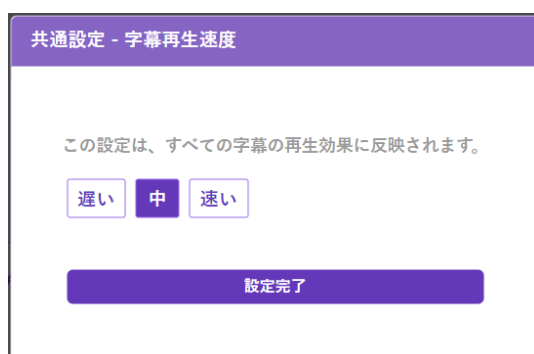 共通設定 - 字幕再生速度
この設定は、すべての字幕の再生効果に反映されます。
遅い 中 速い
設定完了